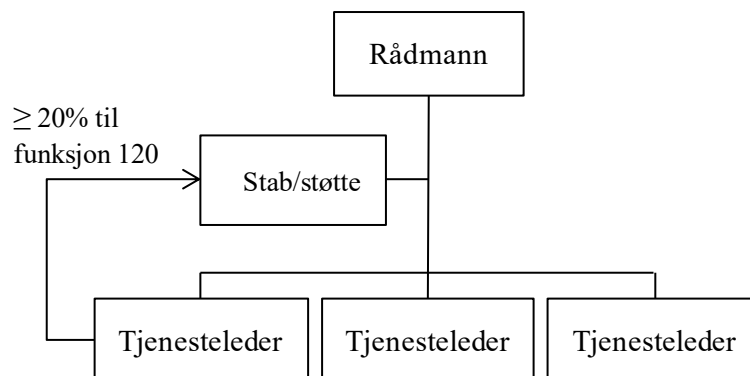 Rådmann
≥ 20% til
funksjon 120
Stab/støtte
Tjenesteleder
Tjenesteleder
Tjenesteleder